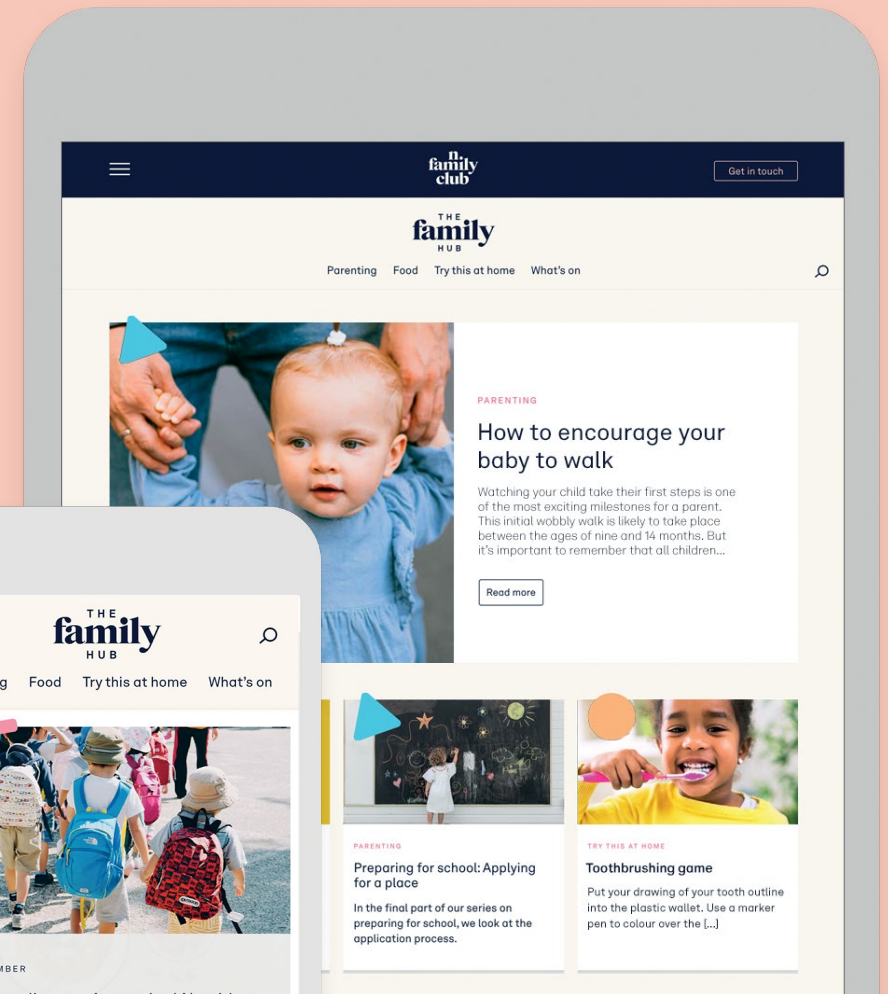 n.
family
club
Get in touch
THE
family
HUB
Parenting Food Try this at home What's on
PARENTING
How to encourage your
baby to walk
Watching your child take their first steps is one
of the most exciting milestones for a parent.
This initial wobbly walk is likely to take place
between the ages of nine and 14 months. But
it's important to remember that all children...
Read more
THE
family
HUB
g Food Try this at home What's on
MBER
PARENTING
Preparing for school: Applying
for a place
In the final part of our series on
preparing for school, we look at the
application process.
TRY THIS AT HOME
Toothbrushing game
Put your drawing of your tooth outline
into the plastic wallet. Use a marker
pen to colour over the [...]